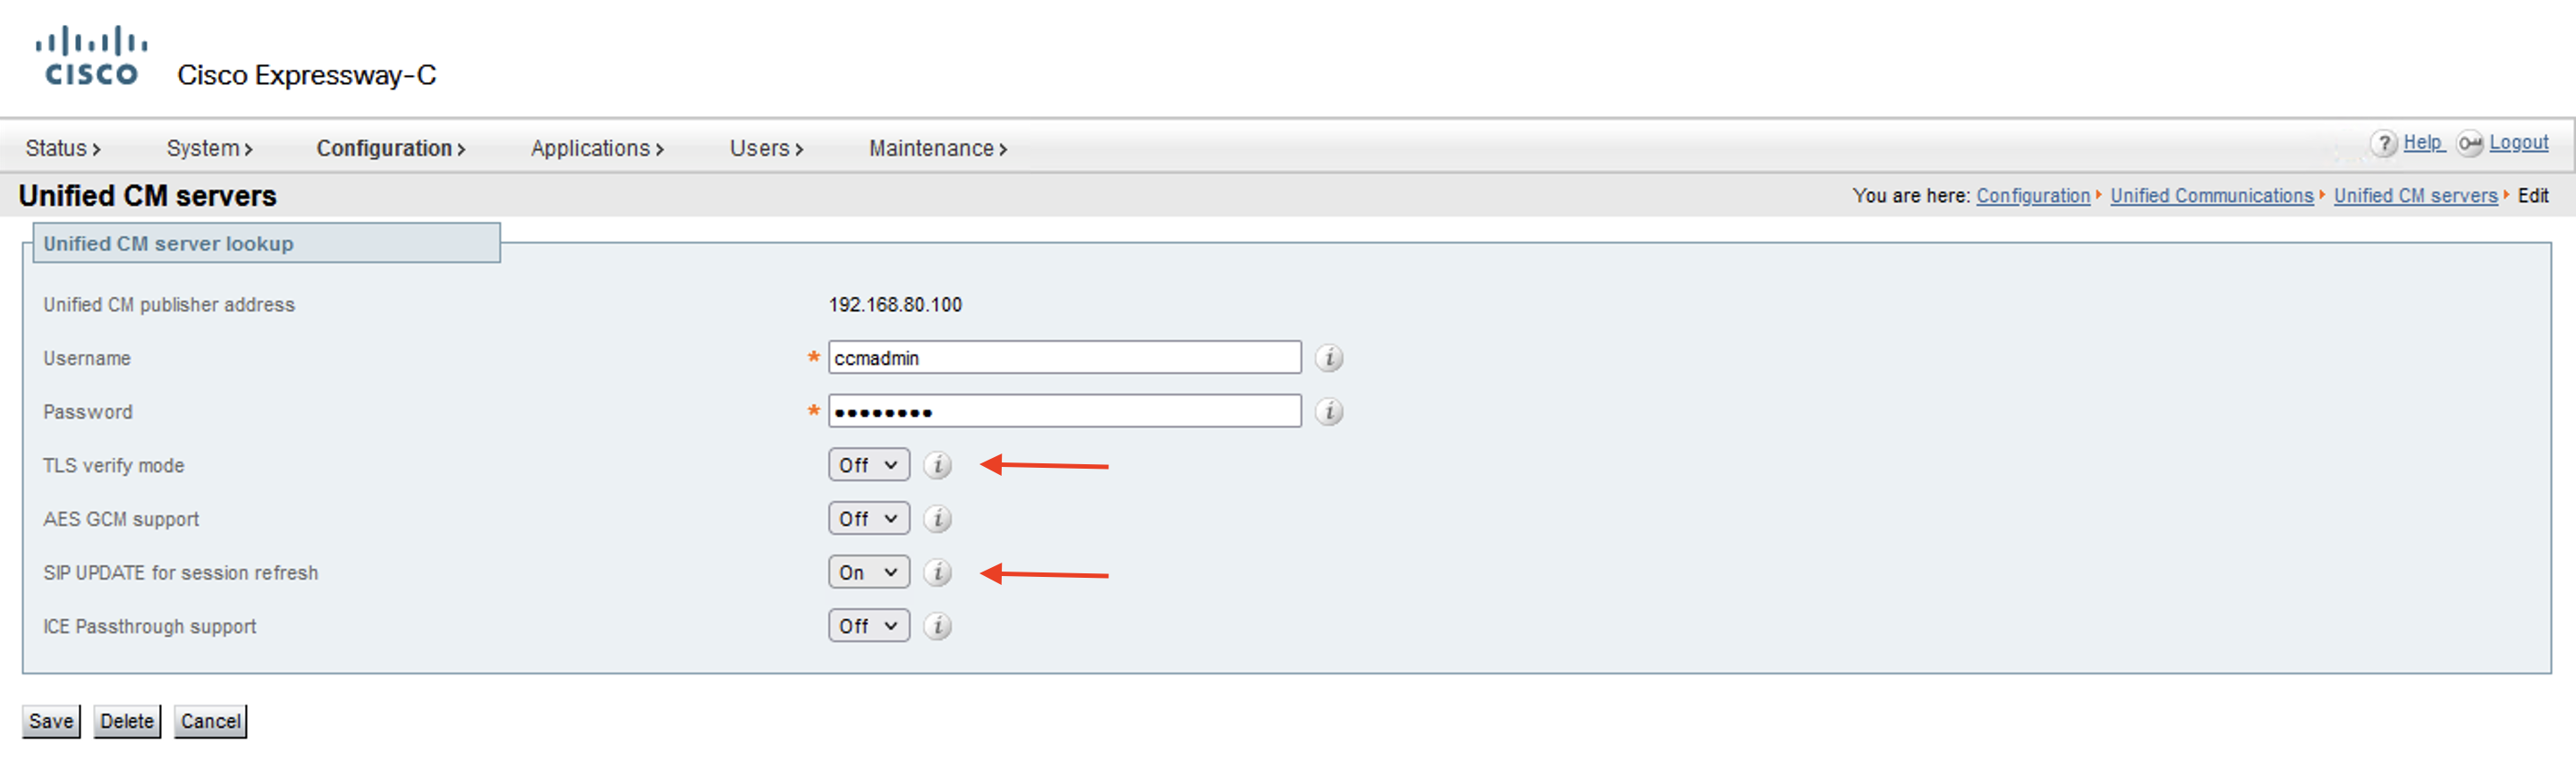 CISCO Cisco Expressway-C
Status › System › Configuration › Applications › Users › Maintenance › ? Help Logout
Unified CM servers You are here: Configuration Unified Communications Unified CM servers Edit
Unified CM server lookup
Unified CM publisher address 192.168.80.100
Username * ccmadmin i
Password * •••••••• i
TLS verify mode Off i
AES GCM support Off i
SIP UPDATE for session refresh On i
ICE Passthrough support Off i
Save Delete Cancel